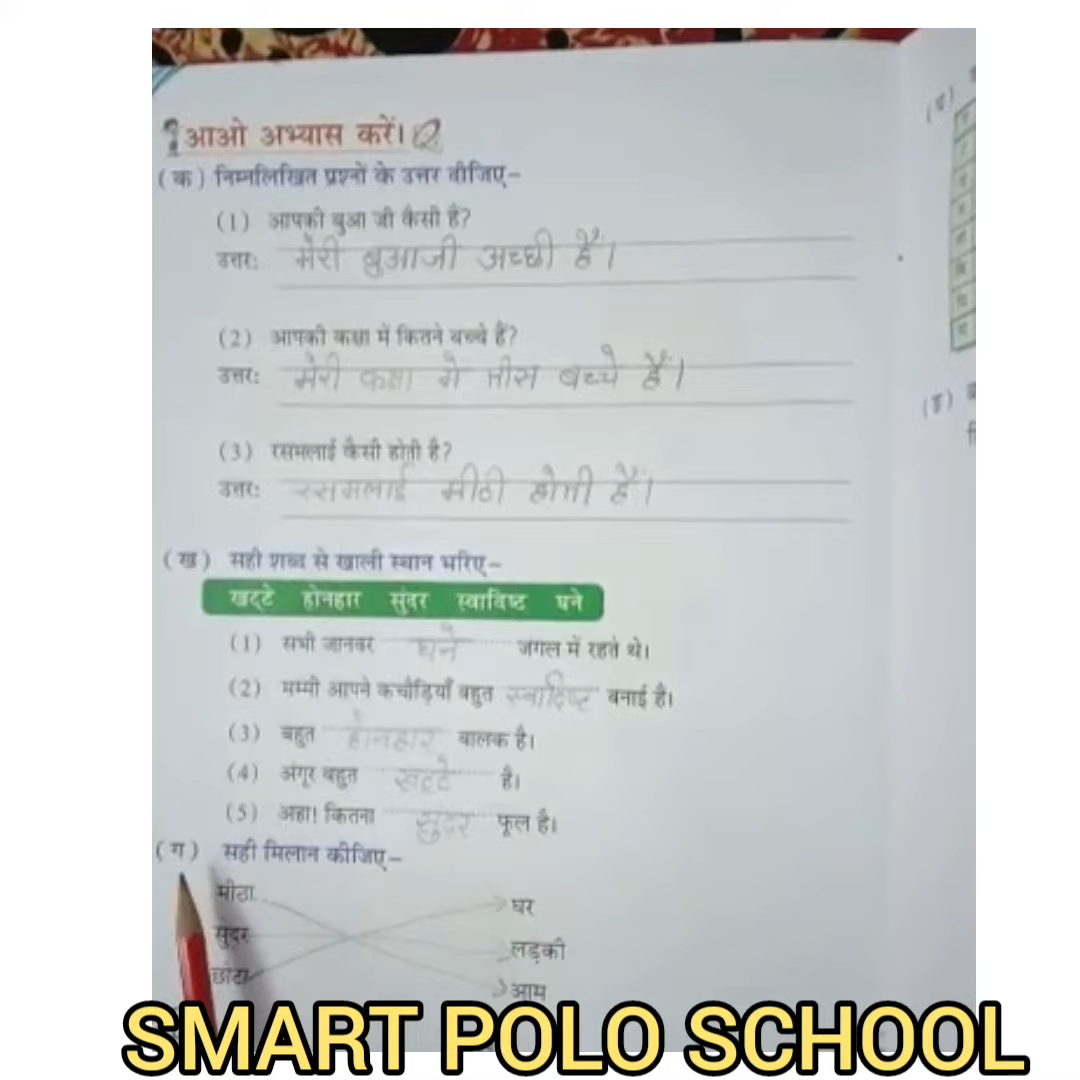 आओ अभ्यास करें।
(क) निम्नलिखित प्रश्नों के उत्तर दीजिए-
(1) आपकी बुआ जी कैसी हैं?
उत्तर: मेरी बुआजी अच्छी हैं।
(2) आपकी कक्षा में कितने बच्चे हैं?
उत्तर: मेरी कक्षा मे तीस बच्चे हैं।
(3) रसमलाई कैसी होती है?
उत्तर: रसमलाई मीठी होती हैं।
(ख) सही शब्द से खाली स्थान भरिए-
खट्टे होनहार सुंदर स्वादिष्ट घने
(1) सभी जानवर घने जगल में रहते थे।
(2) मम्मी आपने कचौड़ियाँ बहुत स्वादिष्ट बनाई है।
(3) बहुत होनहार बालक है।
(4) अंगूर बहुत खट्टे है।
(5) अहा! कितना सुंदर फूल है।
(ग) सही मिलान कीजिए-
मीठा घर
सुंदर लड़की
छोटा आम
SMART POLO SCHOOL